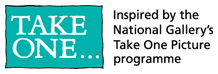 TAKE
ONE...
Inspired by the
National Gallery's
Take One Picture
programme